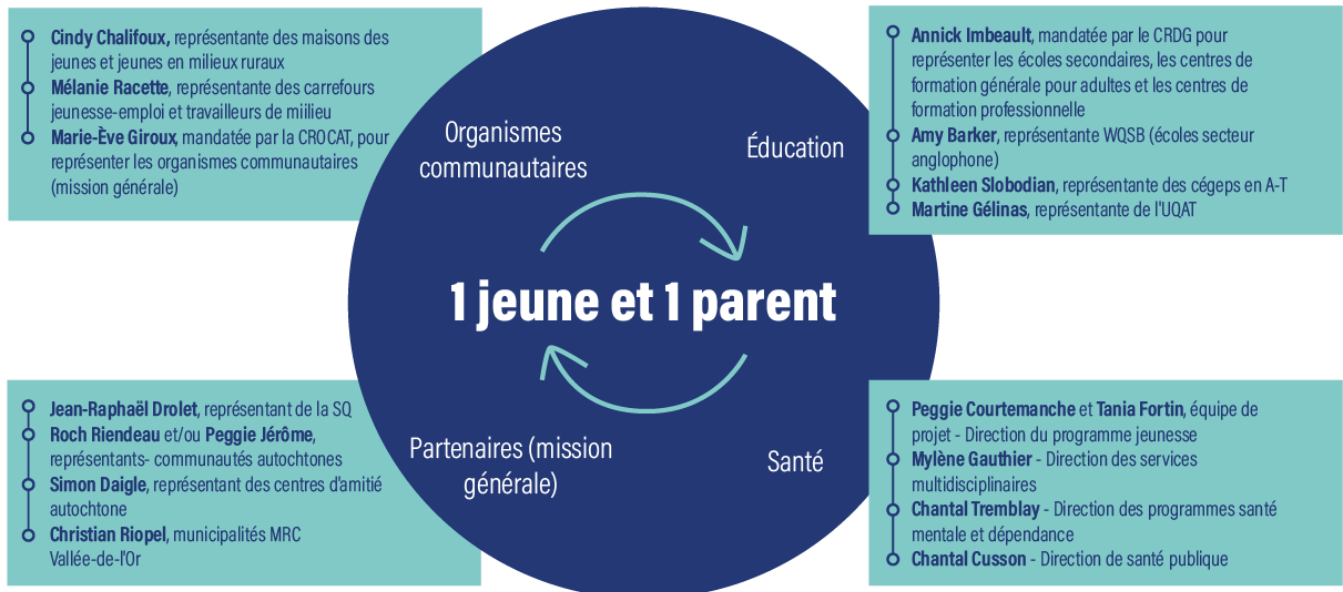 Cindy Chalifoux, représentante des maisons des
jeunes et jeunes en milieux ruraux
Mélanie Racette, représentante des carrefours
jeunesse-emploi et travailleurs de miilieu
Marie-Ève Giroux, mandatée par la CROCAT, pour
représenter les organismes communautaires
(mission générale)
Organismes
communautaires
Éducation
Annick Imbeault, mandatée par le CRDG pour
représenter les écoles secondaires, les centres de
formation générale pour adultes et les centres de
formation professionnelle
Amy Barker, représentante WQSB (écoles secteur
anglophone)
Kathleen Slobodian, représentante des cégeps en A-T
Martine Gélinas, représentante de l'UQAT
1 jeune et 1 parent
Jean-Raphaël Drolet, représentant de la SQ
Roch Riendeau et/ou Peggie Jérôme,
représentants- communautés autochtones
Simon Daigle, représentant des centres d'amitié
autochtone
Christian Riopel, municipalités MRC
Vallée-de-l'Or
Partenaires (mission
générale)
Santé
Peggie Courtemanche et Tania Fortin, équipe de
projet - Direction du programme jeunesse
Mylène Gauthier - Direction des services
multidisciplinaires
Chantal Tremblay - Direction des programmes santé
mentale et dépendance
Chantal Cusson - Direction de santé publique